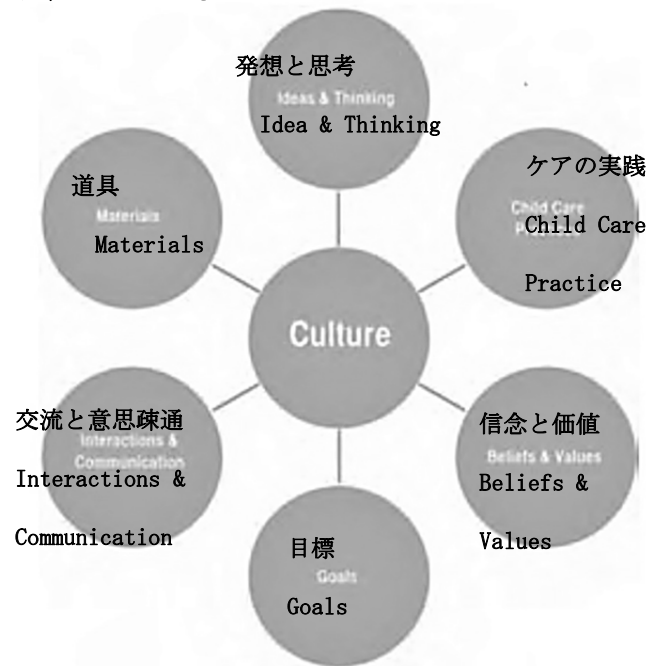 発想と思考
Ideas & Thinking
Idea & Thinking
道具
Materials
Materials
ケアの実践
Child Care
Child Care
Practice
Culture
交流と意思疎通
Interactions &
Communication
Interactions &
Communication
信念と価値
Beliefs & Values
Beliefs &
Values
目標
Goals
Goals